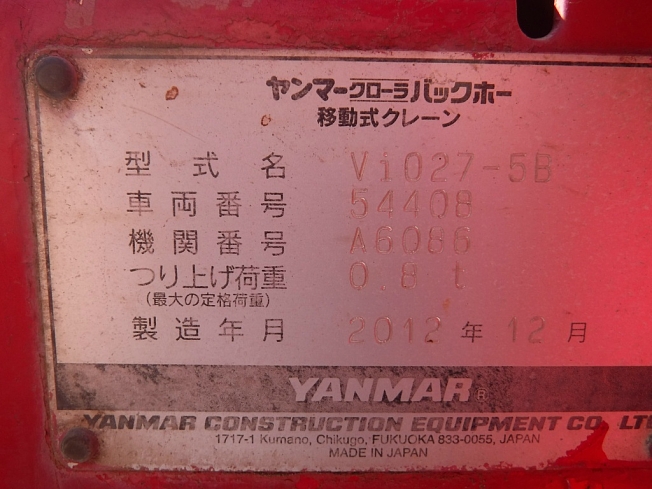 ヤンマークローラバックホー
移動式クレーン
型式名 ViO27-5B
車両番号 54408
機関番号 A6086
つり上げ荷重 0.8 t
(最大の定格荷重)
製造年月 2012 年 12 月
YANMAR ®
YANMAR CONSTRUCTION EQUIPMENT CO. LTD
1717-1 Kumano, Chikugo, FUKUOKA 833-0055, JAPAN
MADE IN JAPAN